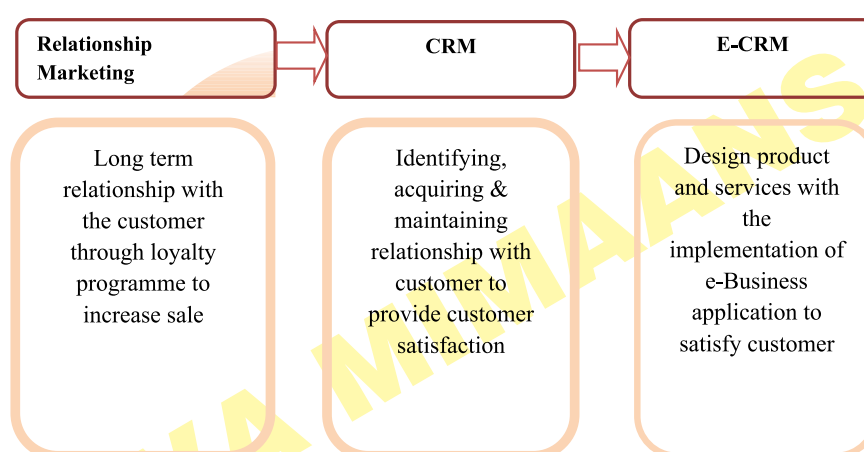 Relationship
Marketing
CRM
E-CRM
Long term
relationship with
the customer
through loyalty
programme to
increase sale
Identifying,
acquiring &
maintaining
relationship with
customer to
provide customer
satisfaction
Design product
and services with
the
implementation of
e-Business
application to
satisfy customer
MIMAANS